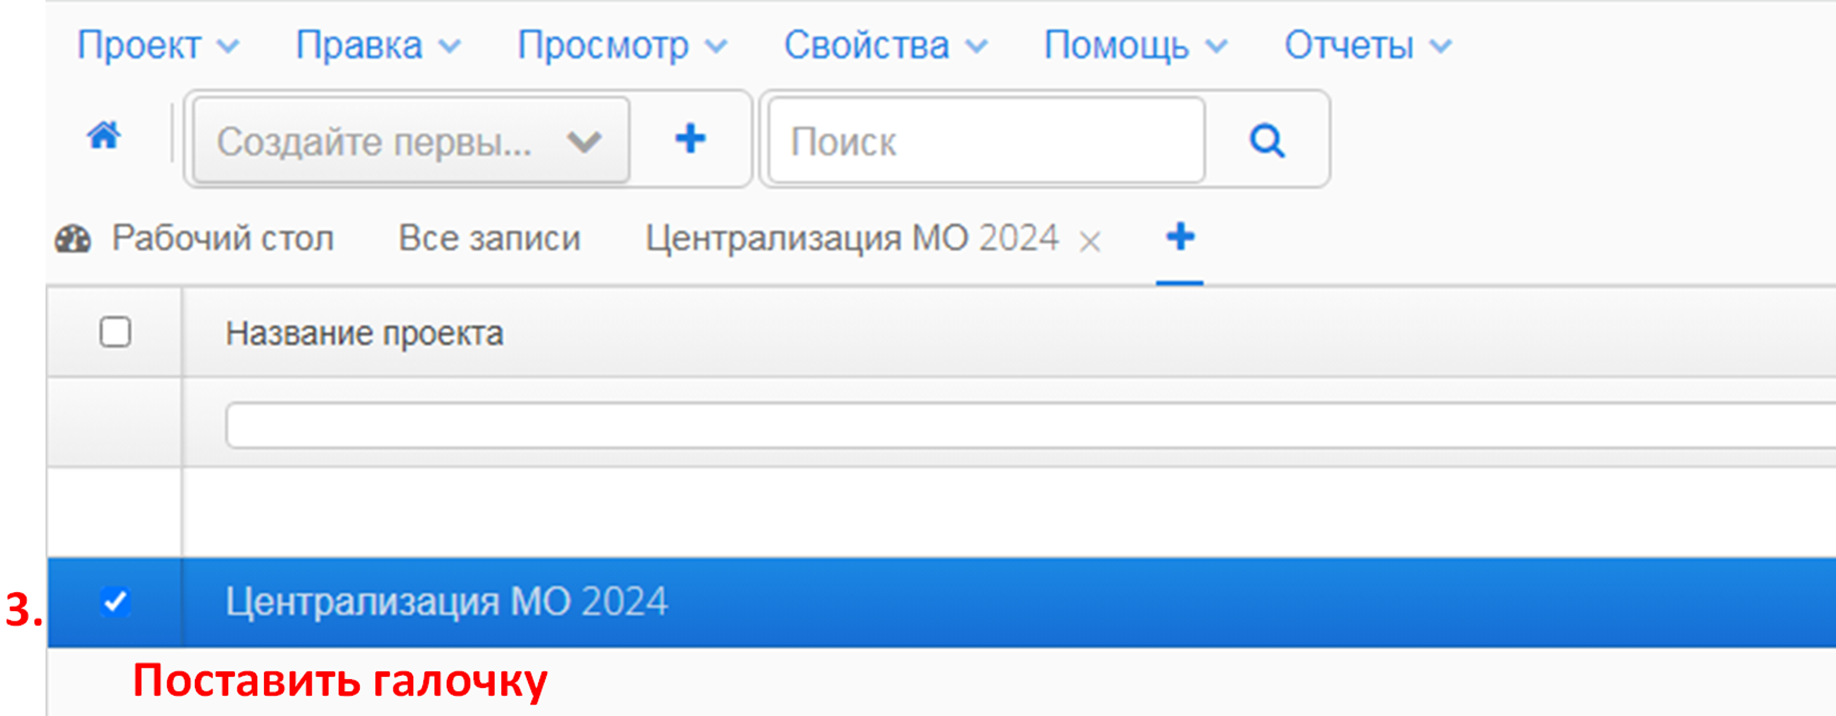 Проект Правка Просмотр Свойства Помощь Отчеты
Создайте первы... Поиск
Рабочий стол Все записи Централизация МО 2024
Название проекта
3. Централизация МО 2024
Поставить галочку